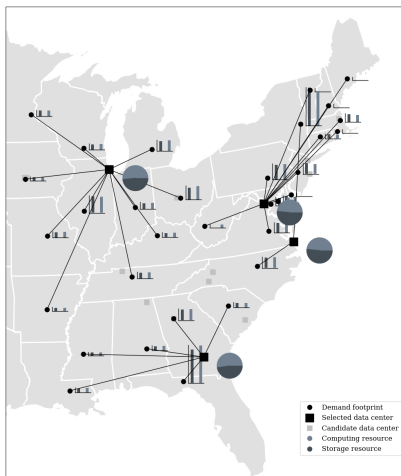 Demand footprint
Selected data center
Candidate data center
Computing resource
Storage resource